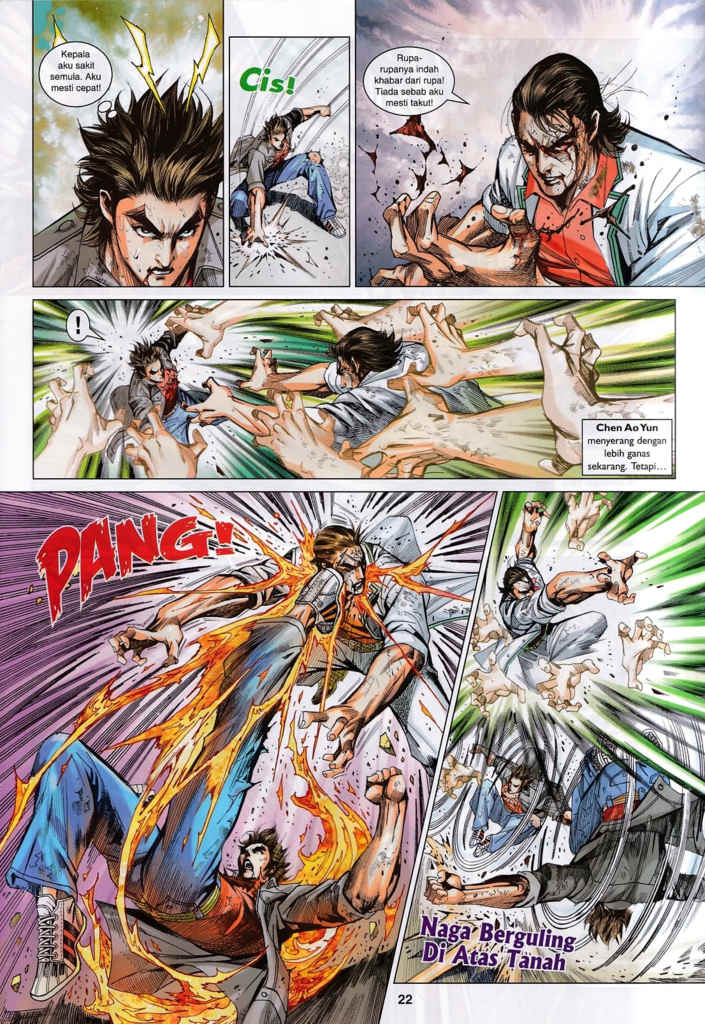 Kepala
aku sakit
semula. Aku
mesti cepat!
Cis!
Rupa-
rupanya indah
khabar dari rupa!
Tiada sebab aku
mesti takut!
!
Chen Ao Yun
menyerang dengan
lebih ganas
sekarang. Tetapi...
PANG!
Naga Berguling
Di Atas Tanah
22